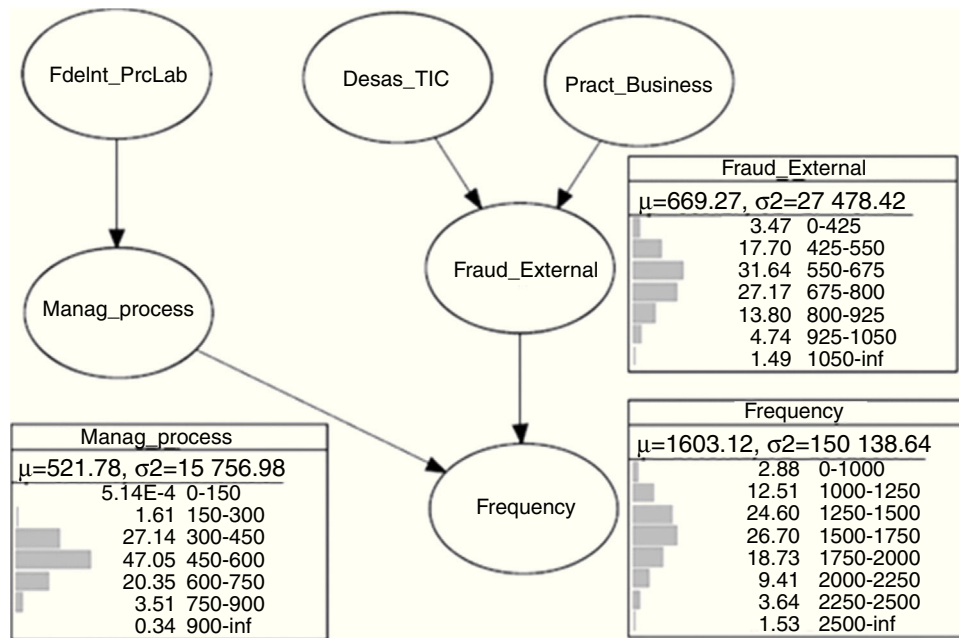 FdeInt_PrcLab
Desas_TIC
Pract_Business
Fraud_External
Manag_process
Frequency
Fraud_External
μ=669.27, σ2=27 478.42
3.47 0-425
17.70 425-550
31.64 550-675
27.17 675-800
13.80 800-925
4.74 925-1050
1.49 1050-inf
Manag_process
μ=521.78, σ2=15 756.98
5.14E-4 0-150
1.61 150-300
27.14 300-450
47.05 450-600
20.35 600-750
3.51 750-900
0.34 900-inf
Frequency
μ=1603.12, σ2=150 138.64
2.88 0-1000
12.51 1000-1250
24.60 1250-1500
26.70 1500-1750
18.73 1750-2000
9.41 2000-2250
3.64 2250-2500
1.53 2500-inf